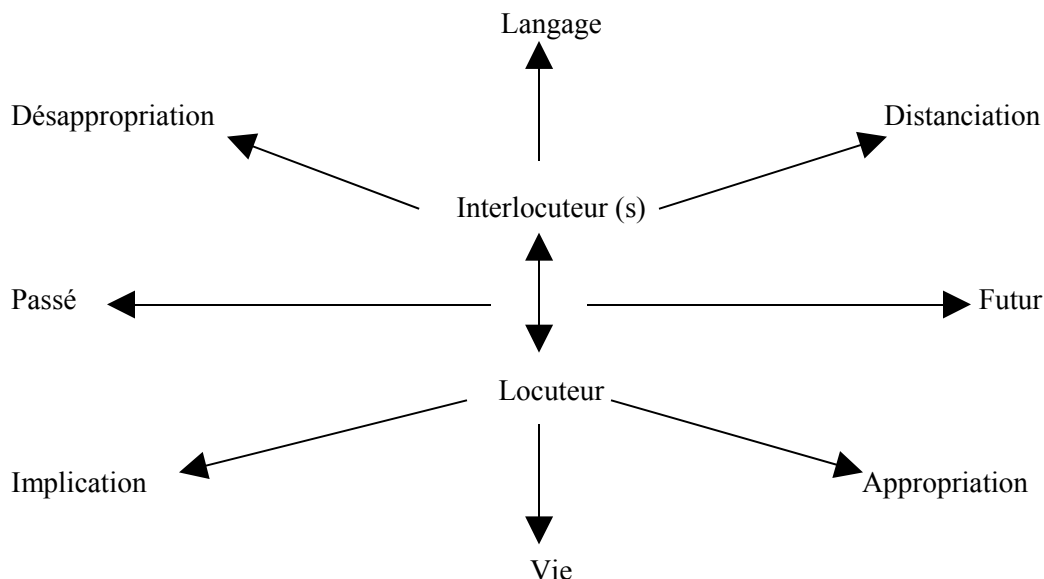 Langage
Désappropriation
Distanciation
Interlocuteur (s)
Passé
Futur
Locuteur
Implication
Appropriation
Vie